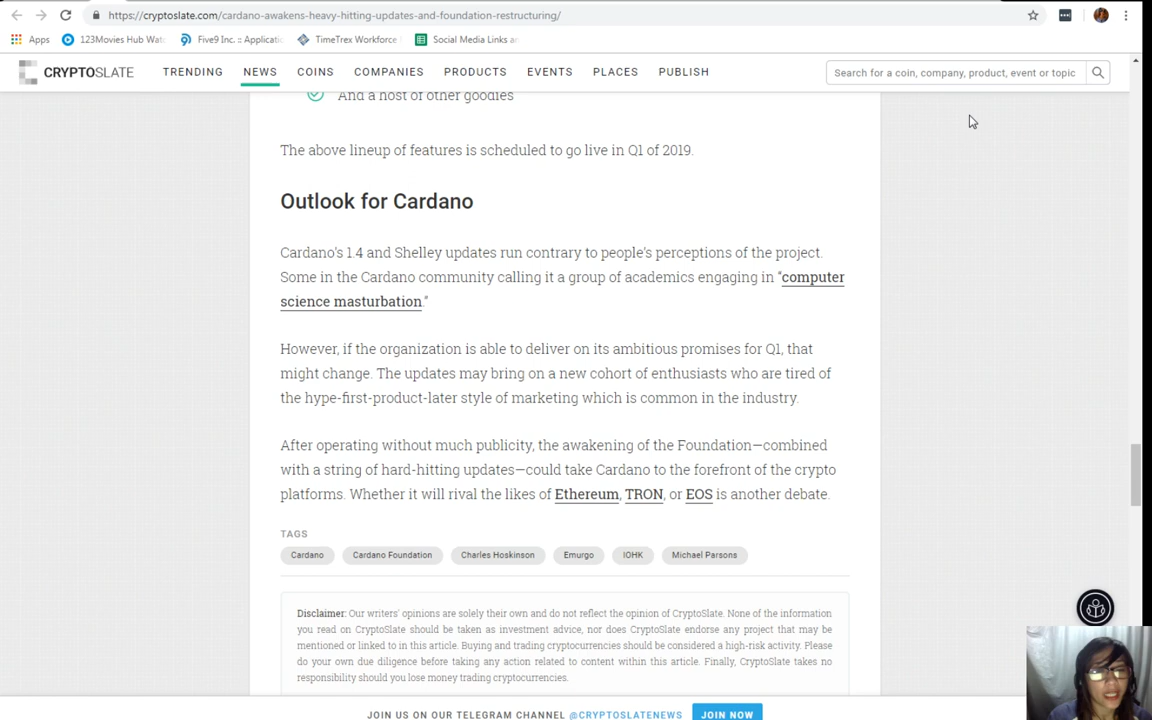 https://cryptoslate.com/cardano-awakens-heavy-hitting-updates-and-foundation-restructuring/
Apps 123Movies Hub Wat Five9 Inc. :: Applicati TimeTrex Workforce Social Media Links an
CRYPTOSLATE TRENDING NEWS COINS COMPANIES PRODUCTS EVENTS PLACES PUBLISH Search for a coin, company, product, event or topic
And a host of other goodies
The above lineup of features is scheduled to go live in Q1 of 2019.
Outlook for Cardano
Cardano's 1.4 and Shelley updates run contrary to people's perceptions of the project.
Some in the Cardano community calling it a group of academics engaging in "computer
science masturbation."
However, if the organization is able to deliver on its ambitious promises for Q1, that
might change. The updates may bring on a new cohort of enthusiasts who are tired of
the hype-first-product-later style of marketing which is common in the industry.
After operating without much publicity, the awakening of the Foundation—combined
with a string of hard-hitting updates—could take Cardano to the forefront of the crypto
platforms. Whether it will rival the likes of Ethereum, TRON, or EOS is another debate.
TAGS
Cardano Cardano Foundation Charles Hoskinson Emurgo IOHK Michael Parsons
Disclaimer: Our writers' opinions are solely their own and do not reflect the opinion of CryptoSlate. None of the information
you read on CryptoSlate should be taken as investment advice, nor does CryptoSlate endorse any project that may be
mentioned or linked to in this article. Buying and trading cryptocurrencies should be considered a high-risk activity. Please
do your own due diligence before taking any action related to content within this article. Finally, CryptoSlate takes no
responsibility should you lose money trading cryptocurrencies.
JOIN US ON OUR TELEGRAM CHANNEL @CRYPTOSLATENEWS JOIN NOW